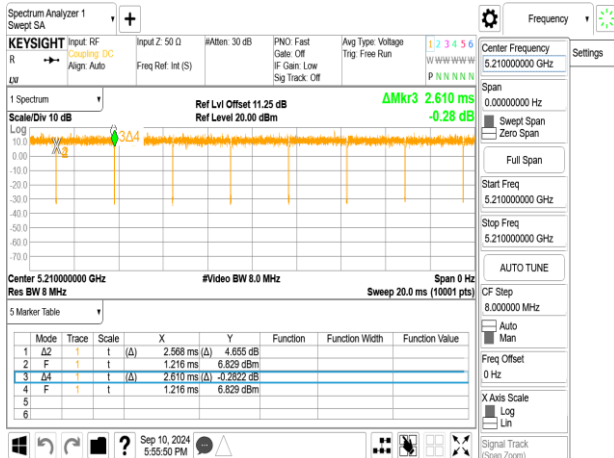 Spectrum Analyzer 1
Swept SA
Frequency
KEYSIGHT
R
Input: RF
Coupling: DC
Align: Auto
Input Z: 50 Ω
Freq Ref: Int (S)
#Atten: 30 dB
PNO: Fast
Gate: Off
IF Gain: Low
Sig Track: Off
Avg Type: Voltage
Trig: Free Run
1 2 3 4 5 6
W W W W W W
P N N N N N
LXI
1 Spectrum
Scale/Div 10 dB
Ref Lvl Offset 11.25 dB
Ref Level 20.00 dBm
ΔMkr3 2.610 ms
-0.28 dB
Log
10.0
0.00
-10.0
-20.0
-30.0
-40.0
-50.0
-60.0
-70.0
3Δ4
Center 5.210000000 GHz
Res BW 8 MHz
#Video BW 8.0 MHz
Span 0 Hz
Sweep 20.0 ms (10001 pts)
5 Marker Table
Mode Trace Scale X Y Function Function Width Function Value
1 Δ2 1 t (Δ) 2.568 ms (Δ) 4.655 dB
2 F 1 t 1.216 ms 6.829 dBm
3 Δ4 1 t (Δ) 2.610 ms (Δ) -0.2822 dB
4 F 1 t 1.216 ms 6.829 dBm
5
6
Sep 10, 2024
5:55:50 PM
Settings
Center Frequency
5.210000000 GHz
Span
0.00000000 Hz
Swept Span
Zero Span
Full Span
Start Freq
5.210000000 GHz
Stop Freq
5.210000000 GHz
AUTO TUNE
CF Step
8.000000 MHz
Auto
Man
Freq Offset
0 Hz
X Axis Scale
Log
Lin
Signal Track
(Span Zoom)